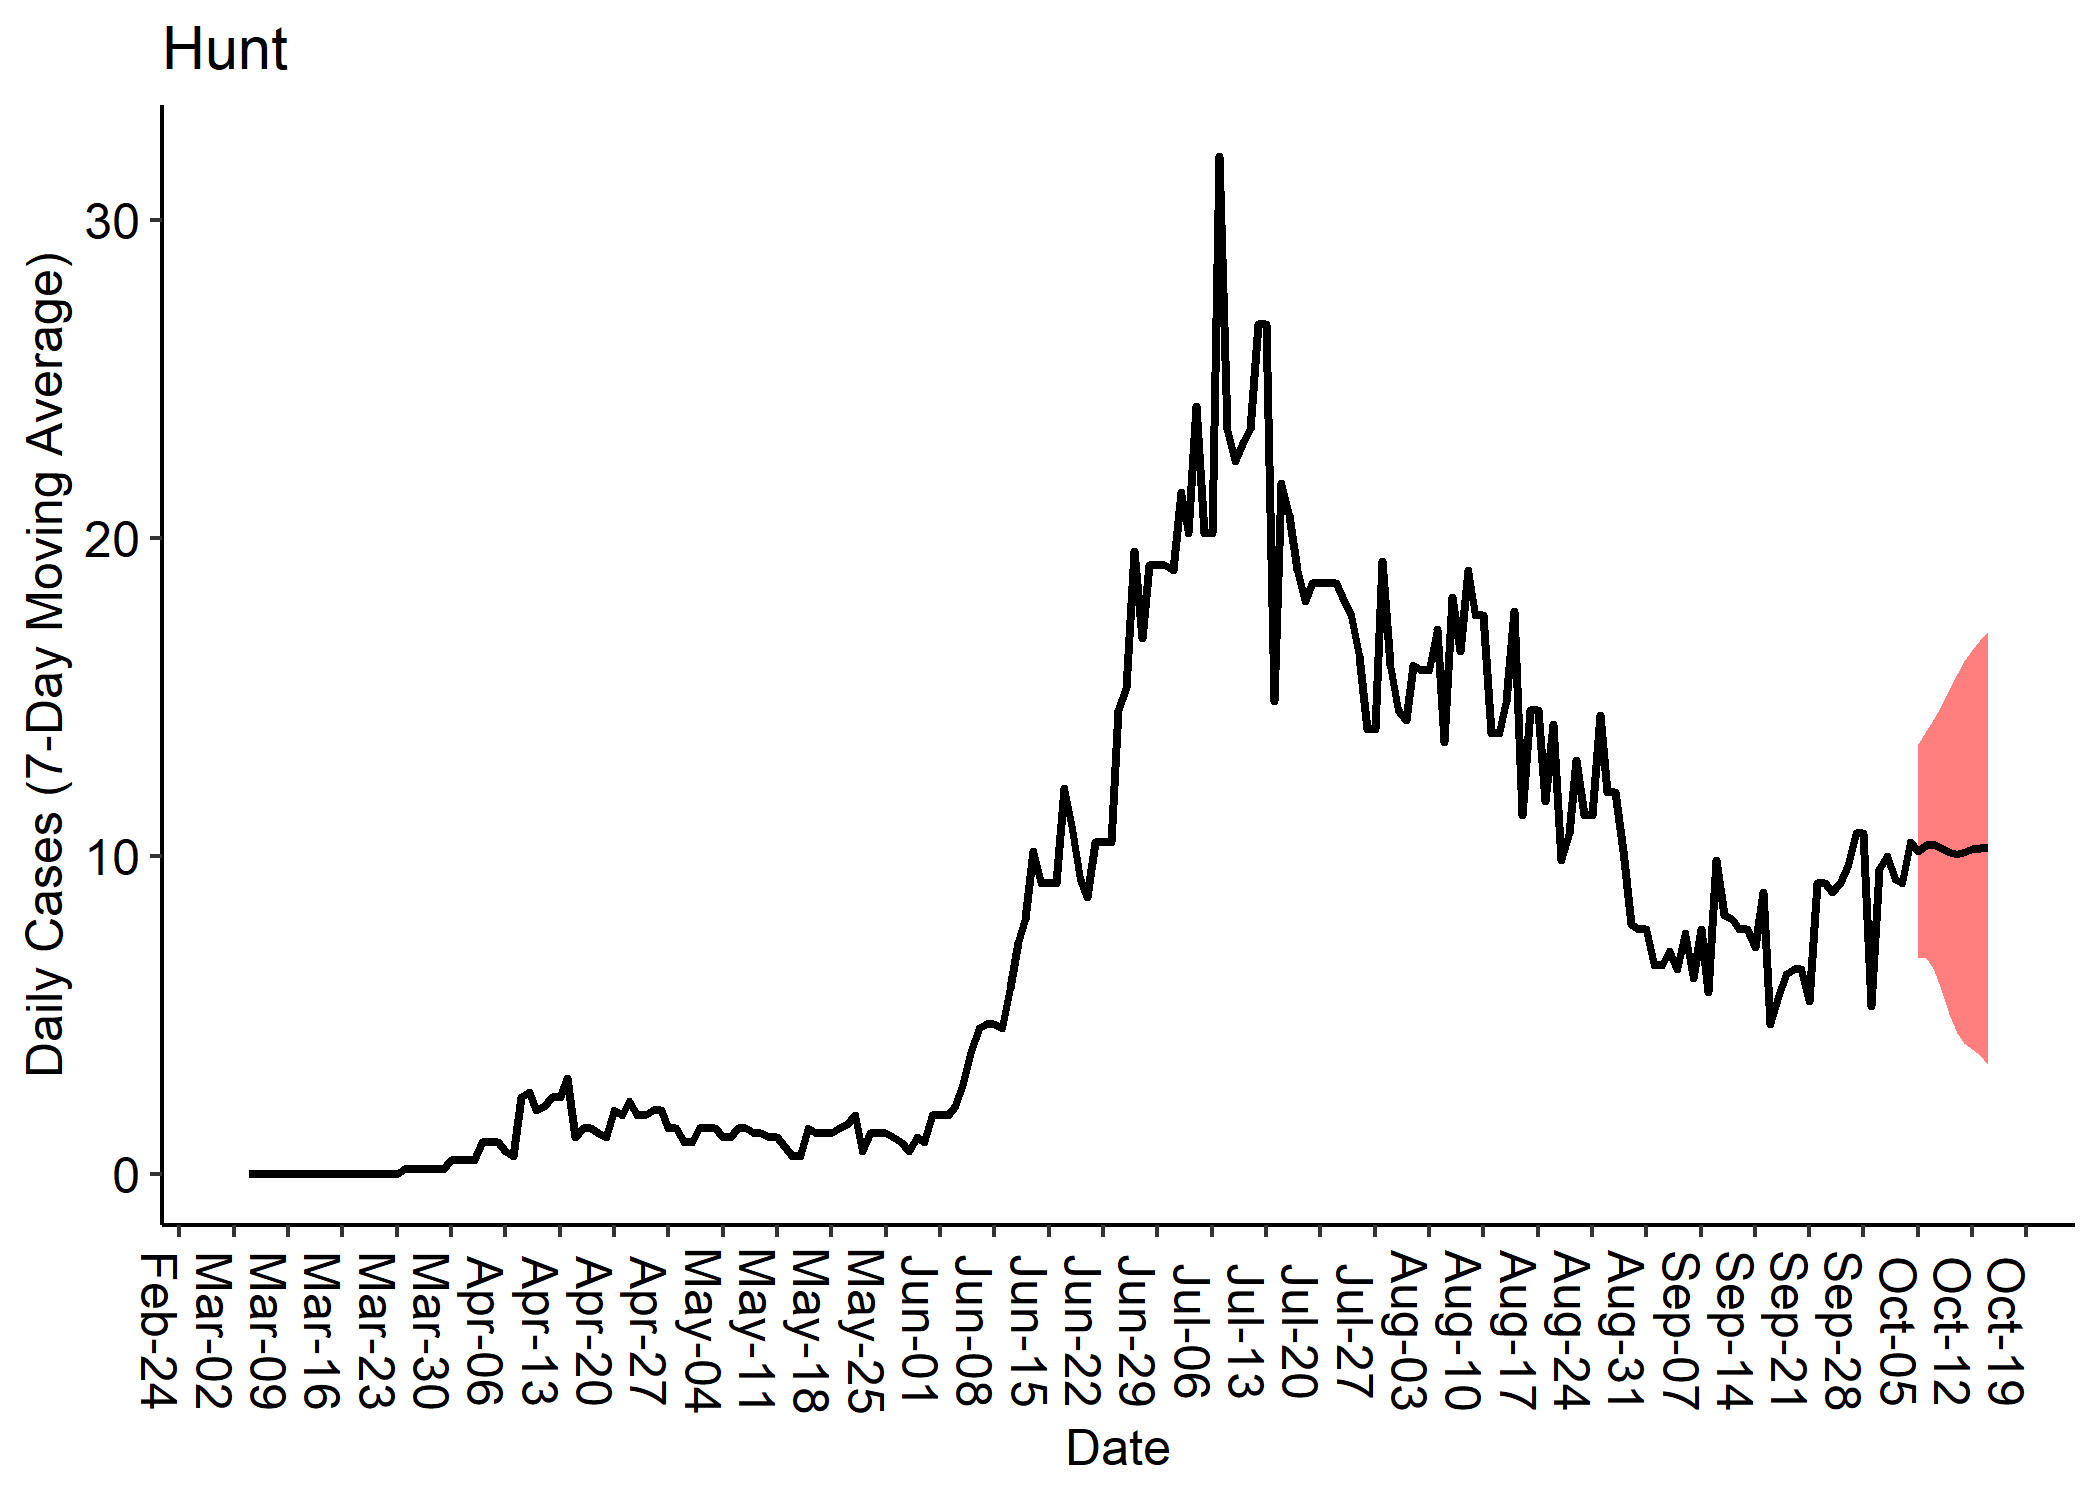 Hunt
Daily Cases (7-Day Moving Average)
30
20
10
0
Feb-24
Mar-02
Mar-09
Mar-16
Mar-23
Mar-30
Apr-06
Apr-13
Apr-20
Apr-27
May-04
May-11
May-18
May-25
Jun-01
Jun-08
Jun-15
Jun-22
Jun-29
Jul-06
Jul-13
Jul-20
Jul-27
Aug-03
Aug-10
Aug-17
Aug-24
Aug-31
Sep-07
Sep-14
Sep-21
Sep-28
Oct-05
Oct-12
Oct-19
Date